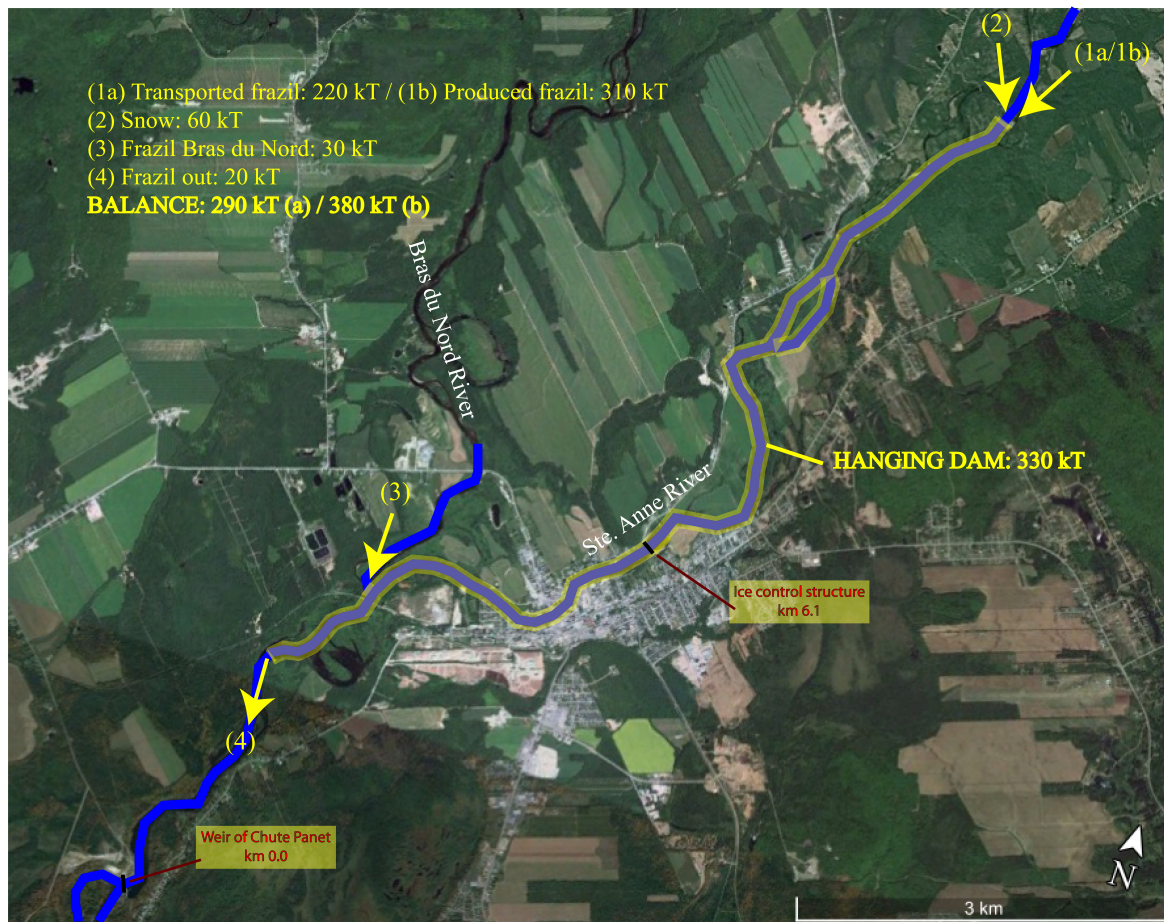 (2)
(1a/1b)
(1a) Transported frazil: 220 kT / (1b) Produced frazil: 310 kT
(2) Snow: 60 kT
(3) Frazil Bras du Nord: 30 kT
(4) Frazil out: 20 kT
BALANCE: 290 kT (a) / 380 kT (b)
Bras du Nord River
HANGING DAM: 330 kT
(3)
Ste. Anne River
Ice control structure
km 6.1
(4)
Weir of Chute Panet
km 0.0
N
3 km